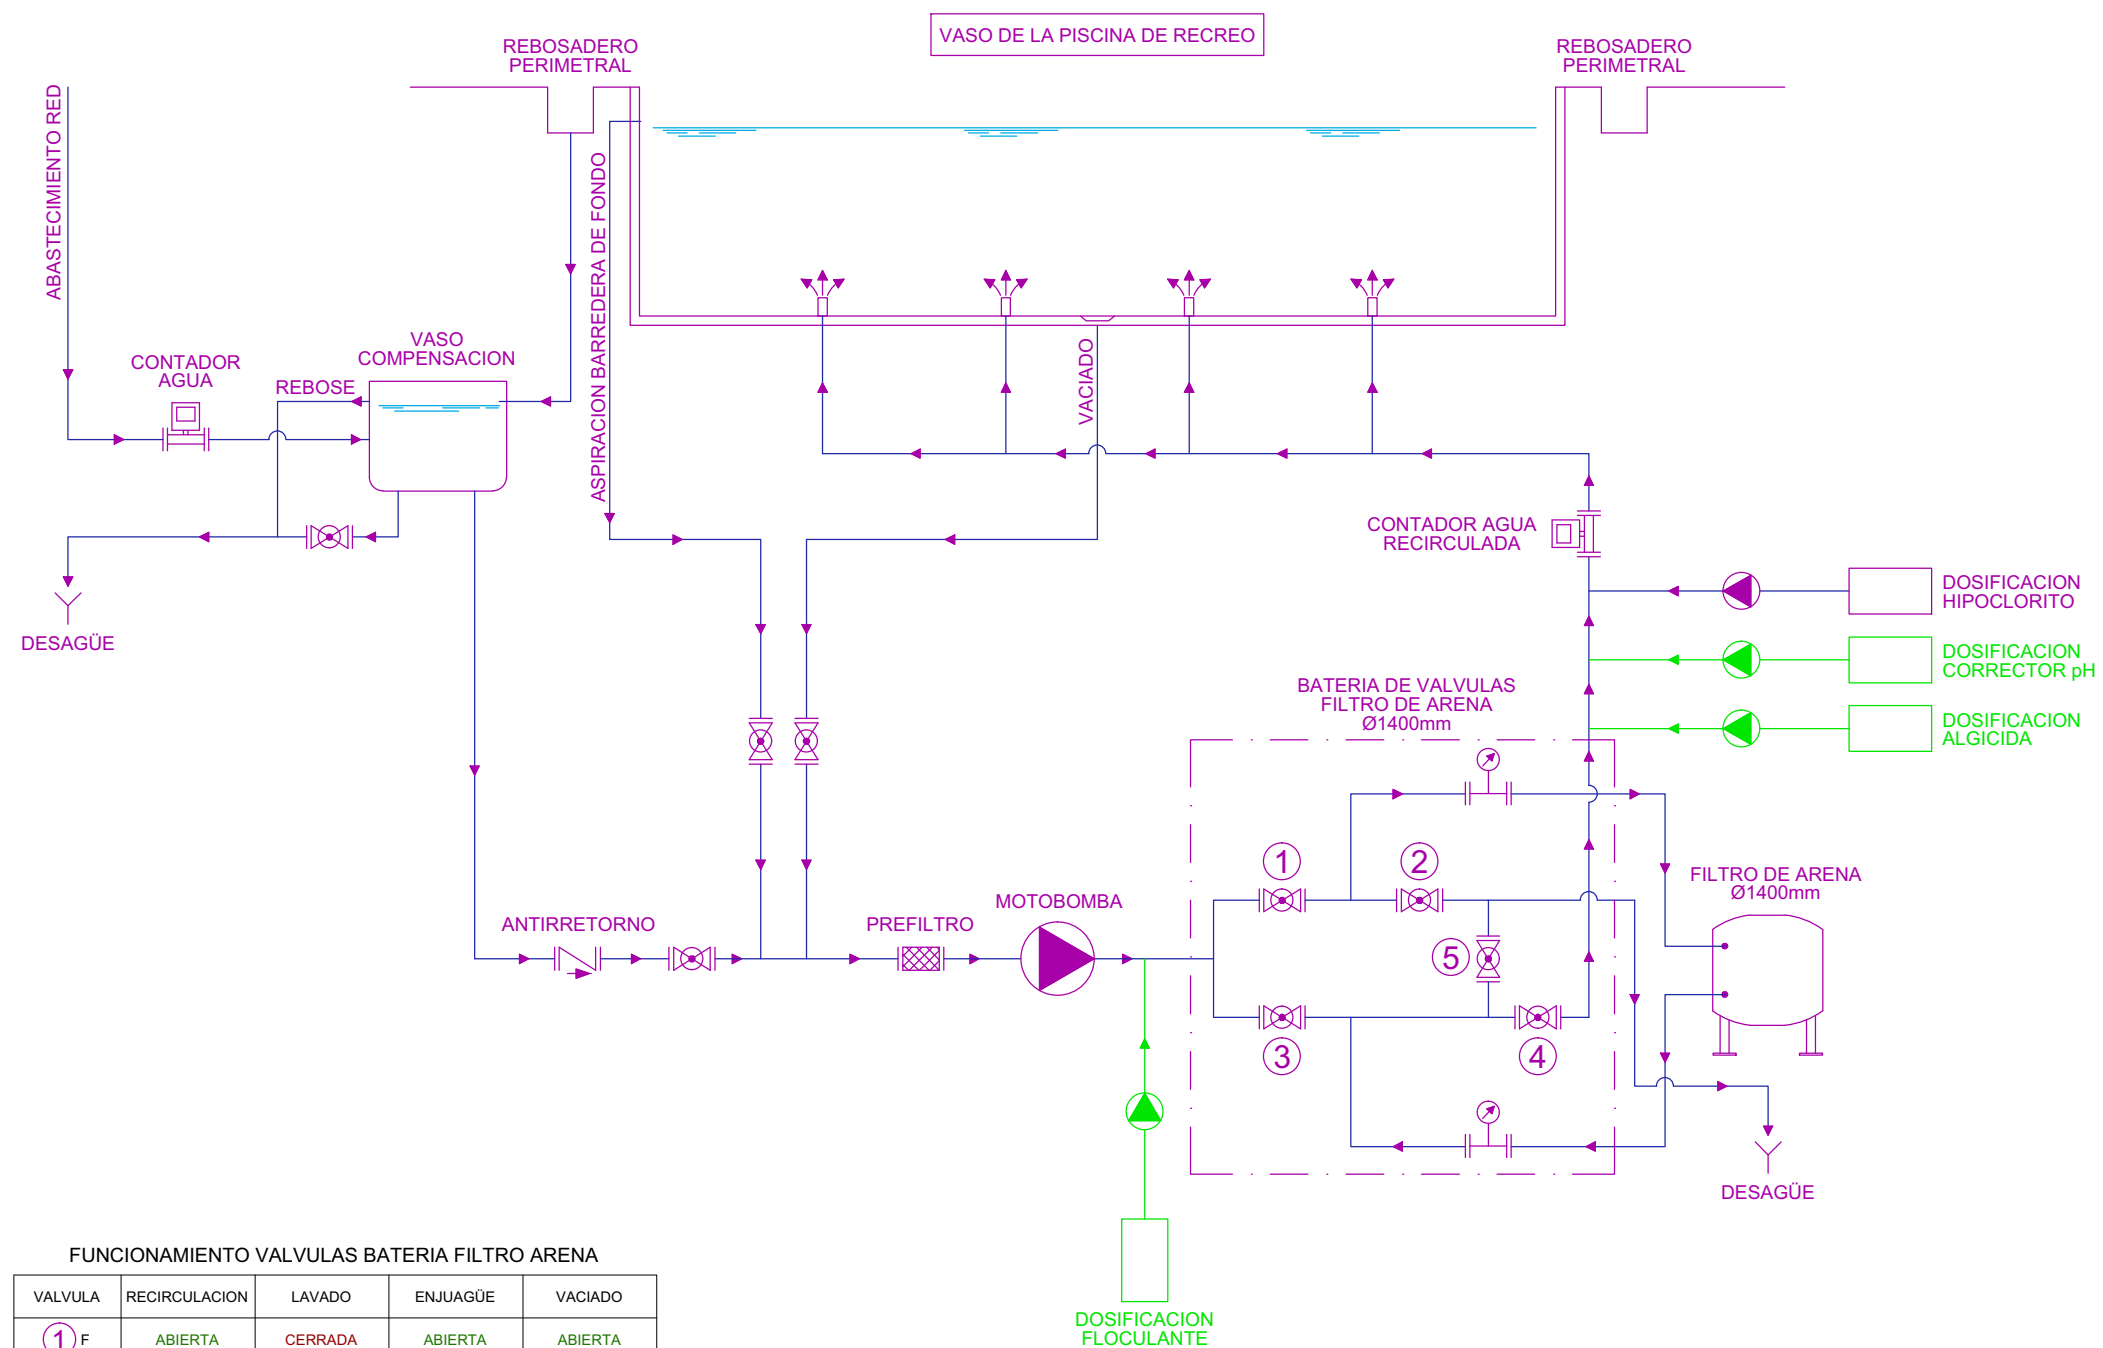 VASO DE LA PISCINA DE RECREO
REBOSADERO
PERIMETRAL
REBOSADERO
PERIMETRAL
ABASTECIMIENTO RED
ASPIRACION BARREDERA DE FONDO
VASO
COMPENSACION
CONTADOR
AGUA
REBOSE
VACIADO
DESAGÜE
CONTADOR AGUA
RECIRCULADA
DOSIFICACION
HIPOCLORITO
DOSIFICACION
CORRECTOR pH
DOSIFICACION
ALGICIDA
BATERIA DE VALVULAS
FILTRO DE ARENA
Ø1400mm
1
2
FILTRO DE ARENA
Ø1400mm
ANTIRRETORNO
PREFILTRO
MOTOBOMBA
5
3
4
DESAGÜE
DOSIFICACION
FLOCULANTE
FUNCIONAMIENTO VALVULAS BATERIA FILTRO ARENA
VALVULA RECIRCULACION LAVADO ENJUAGÜE VACIADO
1 F ABIERTA CERRADA ABIERTA ABIERTA